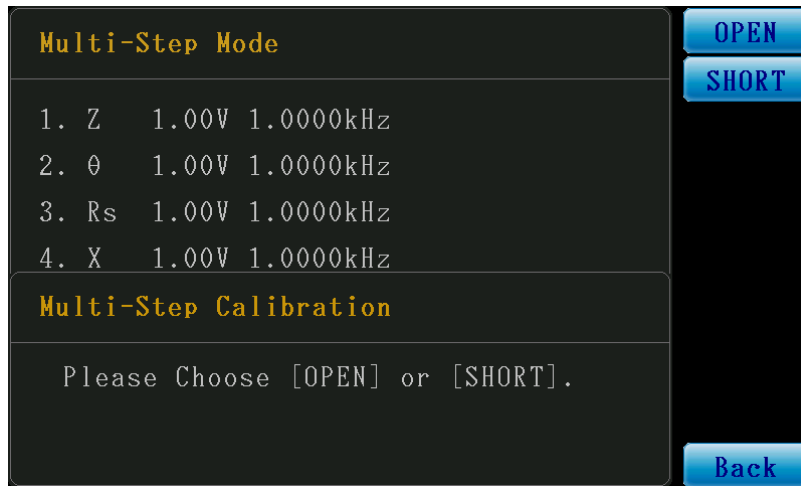 Multi-Step Mode
1. Z 1.00V 1.0000kHz
2. θ 1.00V 1.0000kHz
3. Rs 1.00V 1.0000kHz
4. X 1.00V 1.0000kHz
Multi-Step Calibration
Please Choose [OPEN] or [SHORT].
OPEN
SHORT
Back